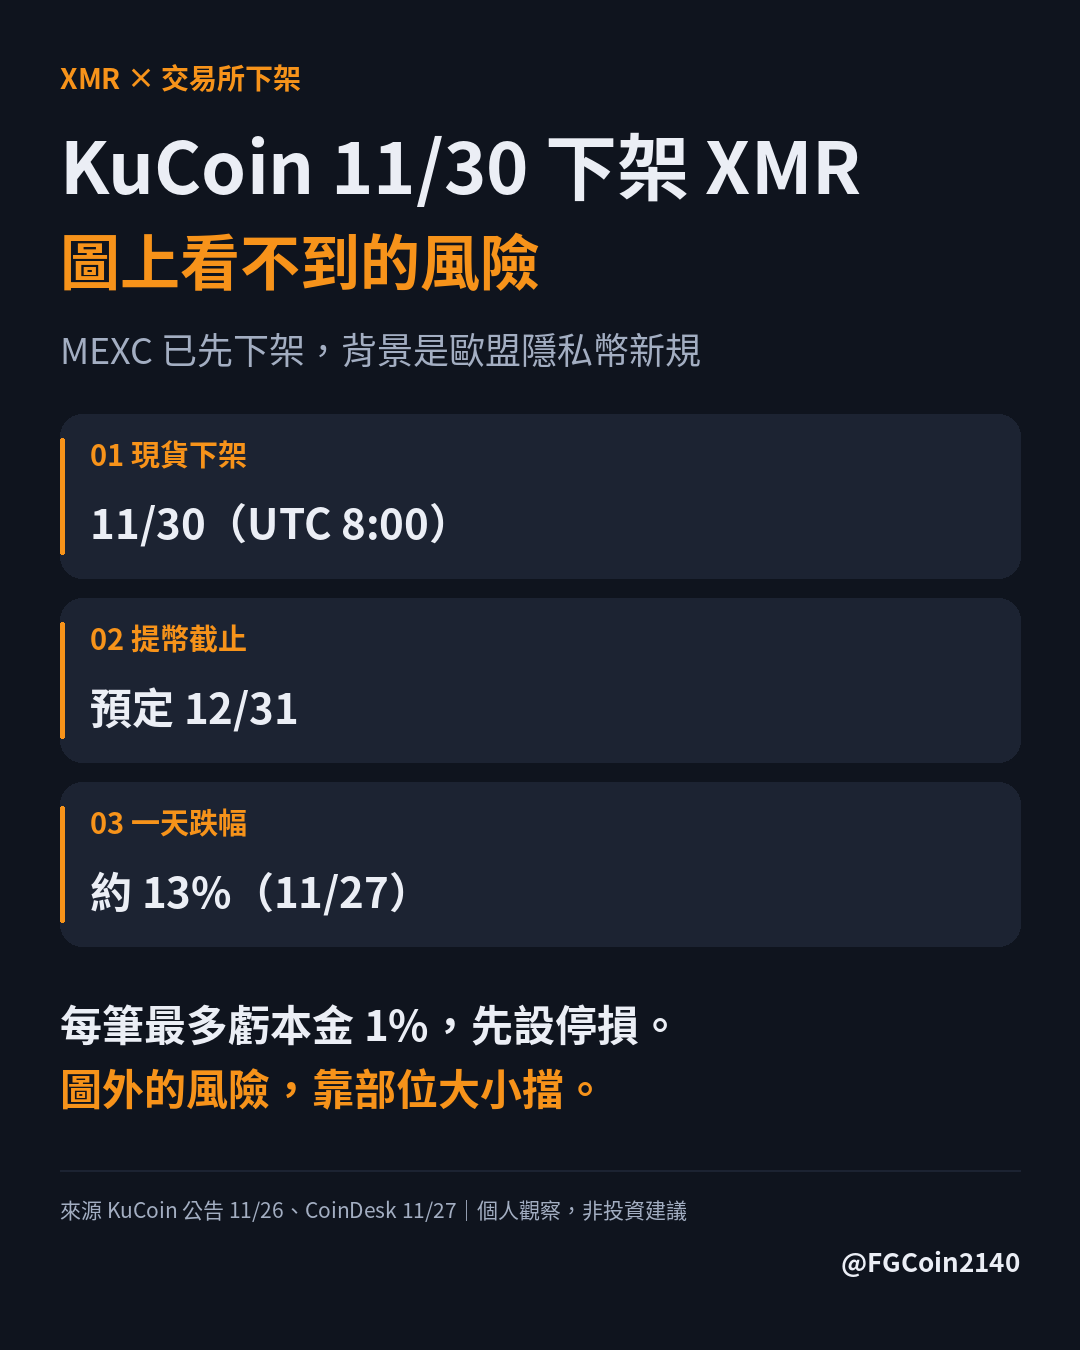 XMR × 交易所下架
KuCoin 11/30 下架 XMR
圖上看不到的風險
MEXC 已先下架，背景是歐盟隱私幣新規
01 現貨下架
11/30（UTC 8:00）
02 提幣截止
預定 12/31
03 一天跌幅
約 13%（11/27）
每筆最多虧本金 1%，先設停損。
圖外的風險，靠部位大小擋。
來源 KuCoin 公告 11/26、CoinDesk 11/27｜個人觀察，非投資建議
@FGCoin2140